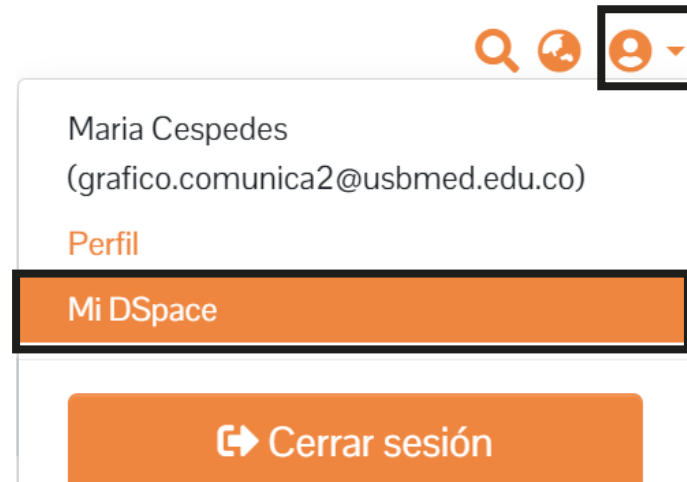 Maria Cespedes
(grafico.comunica2@usbmed.edu.co)
Perfil
Mi DSpace
Cerrar sesión